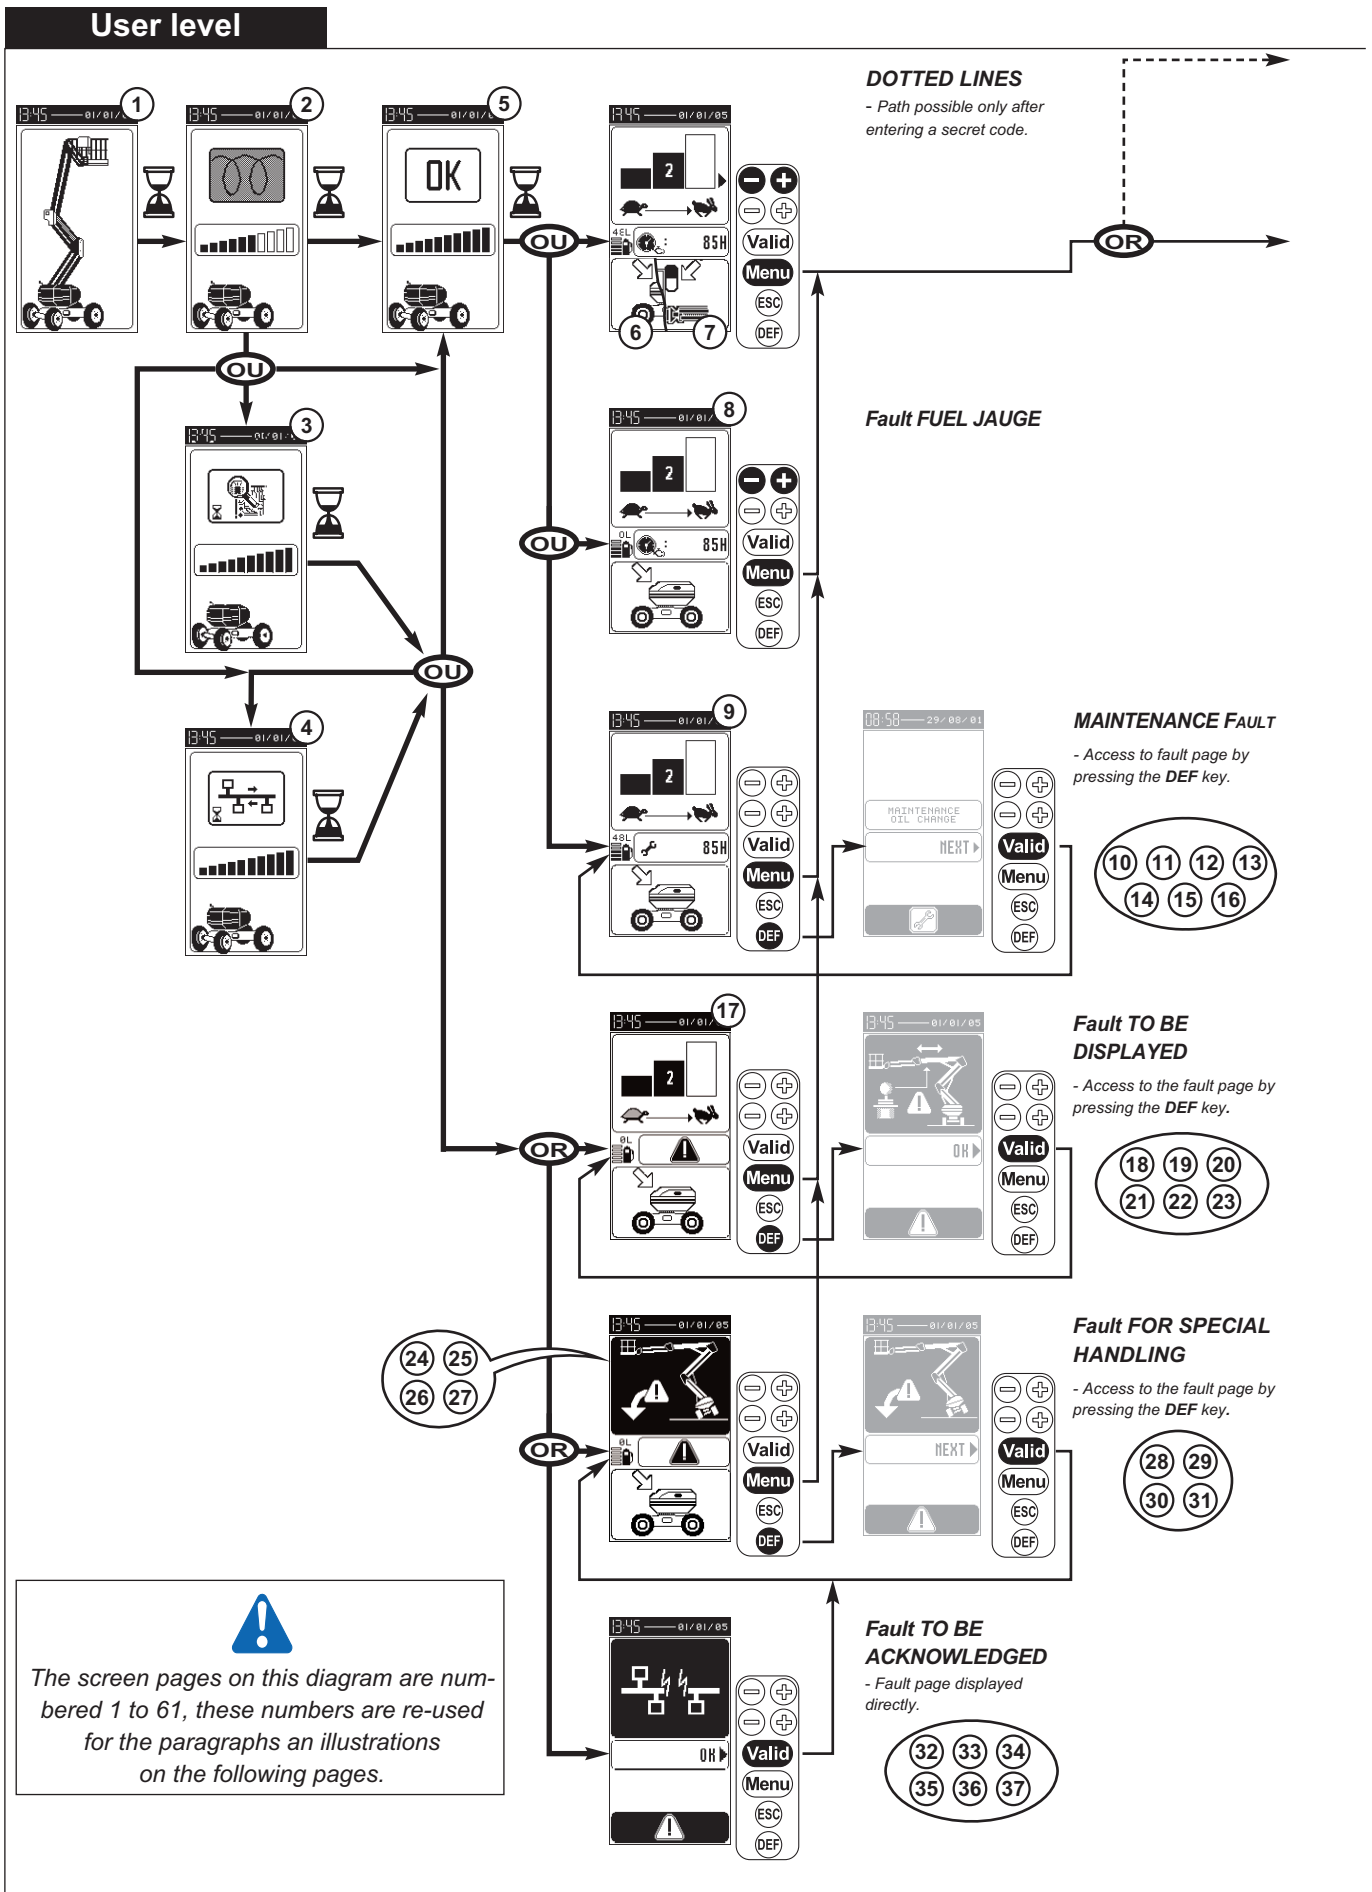 User level
13:45 01/01/ 1
13:45 01/01/ 2
13:45 01/01/0 5
OK
13:45 01/01/05
2
48L : 85H
6 7
- +
- +
Valid
Menu
ESC
DEF
OU
DOTTED LINES
- Path possible only after
entering a secret code.
OR
OU
13:45 01/01/ 3
OU
13:45 01/01/ 4
13:45 01/01/ 8
2
0L : 85H
- +
- +
Valid
Menu
ESC
DEF
OU
Fault FUEL JAUGE
13:45 01/01/ 9
2
48L 85H
- +
- +
Valid
Menu
ESC
DEF
08:58 29/08/01
MAINTENANCE
OIL CHANGE
NEXT
- +
- +
Valid
Menu
ESC
DEF
MAINTENANCE FAULT
- Access to fault page by
pressing the DEF key.
10 11 12 13
14 15 16
13:45 01/01/ 17
2
0L
OR
- +
- +
Valid
Menu
ESC
DEF
13:45 01/01/05
OK
- +
- +
Valid
Menu
ESC
DEF
Fault TO BE
DISPLAYED
- Access to the fault page by
pressing the DEF key.
18 19 20
21 22 23
24 25
26 27
13:45 01/01/05
0L
OR
- +
- +
Valid
Menu
ESC
DEF
13:45 01/01/05
NEXT
- +
- +
Valid
Menu
ESC
DEF
Fault FOR SPECIAL
HANDLING
- Access to the fault page by
pressing the DEF key.
28 29
30 31
The screen pages on this diagram are num-
bered 1 to 61, these numbers are re-used
for the paragraphs an illustrations
on the following pages.
13:45 01/01/05
OK
- +
- +
Valid
Menu
ESC
DEF
Fault TO BE
ACKNOWLEDGED
- Fault page displayed
directly.
32 33 34
35 36 37